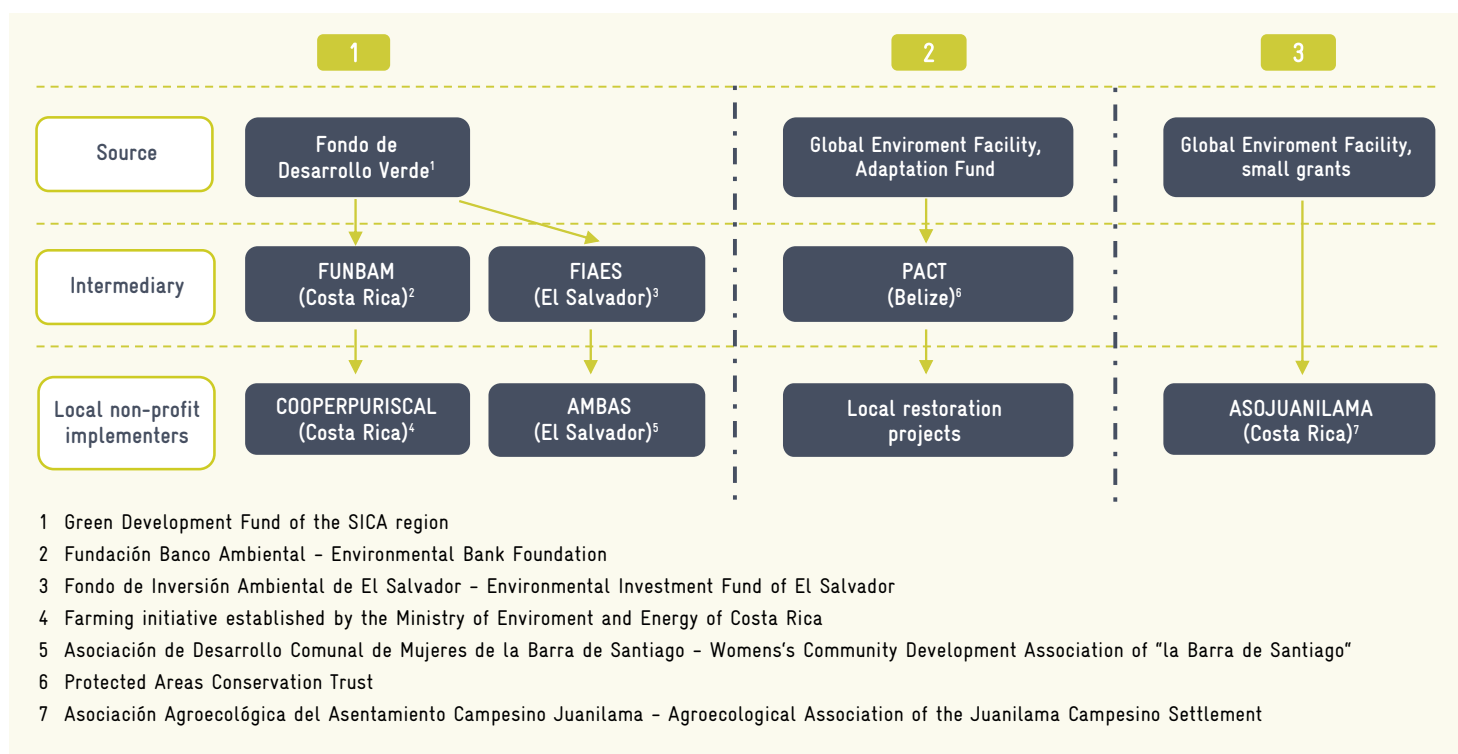 1
2
3
Source
Fondo de
Desarrollo Verde¹
Global Enviroment Facility,
Adaptation Fund
Global Enviroment Facility,
small grants
Intermediary
FUNBAM
(Costa Rica)²
FIAES
(El Salvador)³
PACT
(Belize)⁶
Local non-profit
implementers
COOPERPURISCAL
(Costa Rica)⁴
AMBAS
(El Salvador)⁵
Local restoration
projects
ASOJUANILAMA
(Costa Rica)⁷
1 Green Development Fund of the SICA region
2 Fundación Banco Ambiental – Environmental Bank Foundation
3 Fondo de Inversión Ambiental de El Salvador – Environmental Investment Fund of El Salvador
4 Farming initiative established by the Ministry of Enviroment and Energy of Costa Rica
5 Asociación de Desarrollo Comunal de Mujeres de la Barra de Santiago – Womens's Community Development Association of "la Barra de Santiago"
6 Protected Areas Conservation Trust
7 Asociación Agroecológica del Asentamiento Campesino Juanilama – Agroecological Association of the Juanilama Campesino Settlement